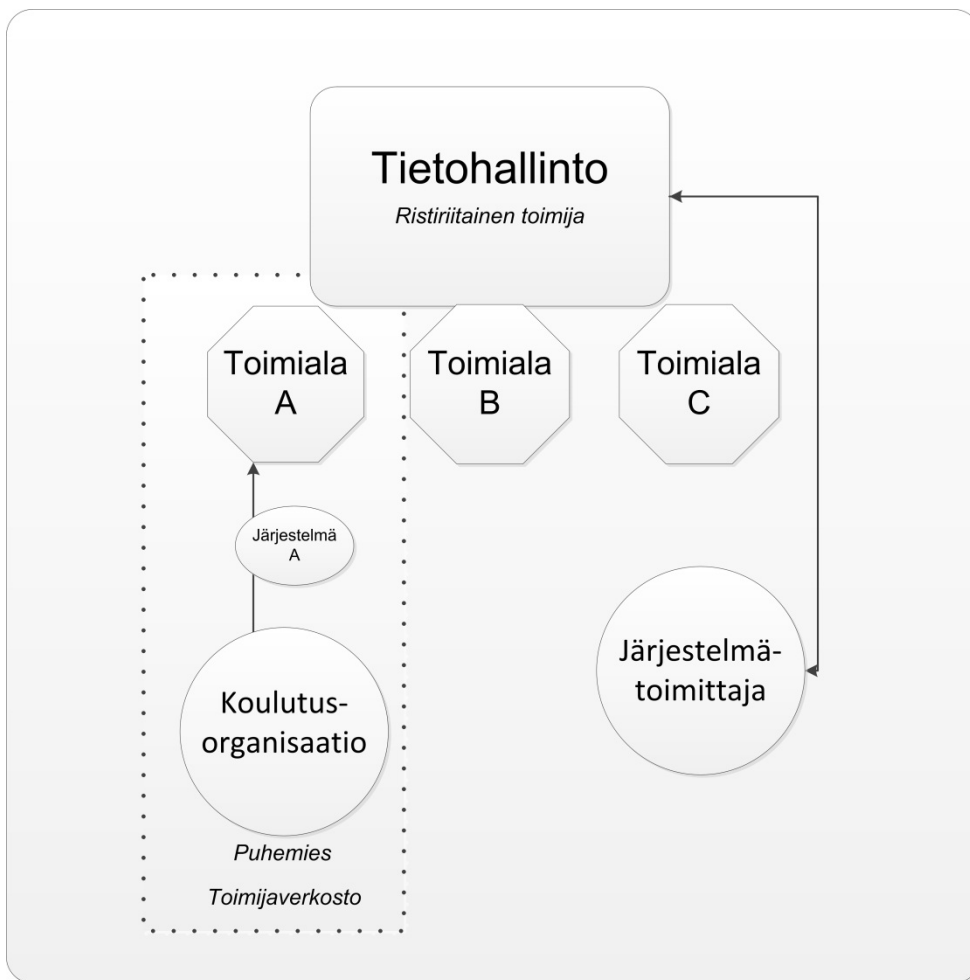 Tietohallinto
Ristiriitainen toimija
Toimiala
A
Toimiala
B
Toimiala
C
Järjestelmä
A
Järjestelmä-
toimittaja
Koulutus-
organisaatio
Puhemies
Toimijaverkosto